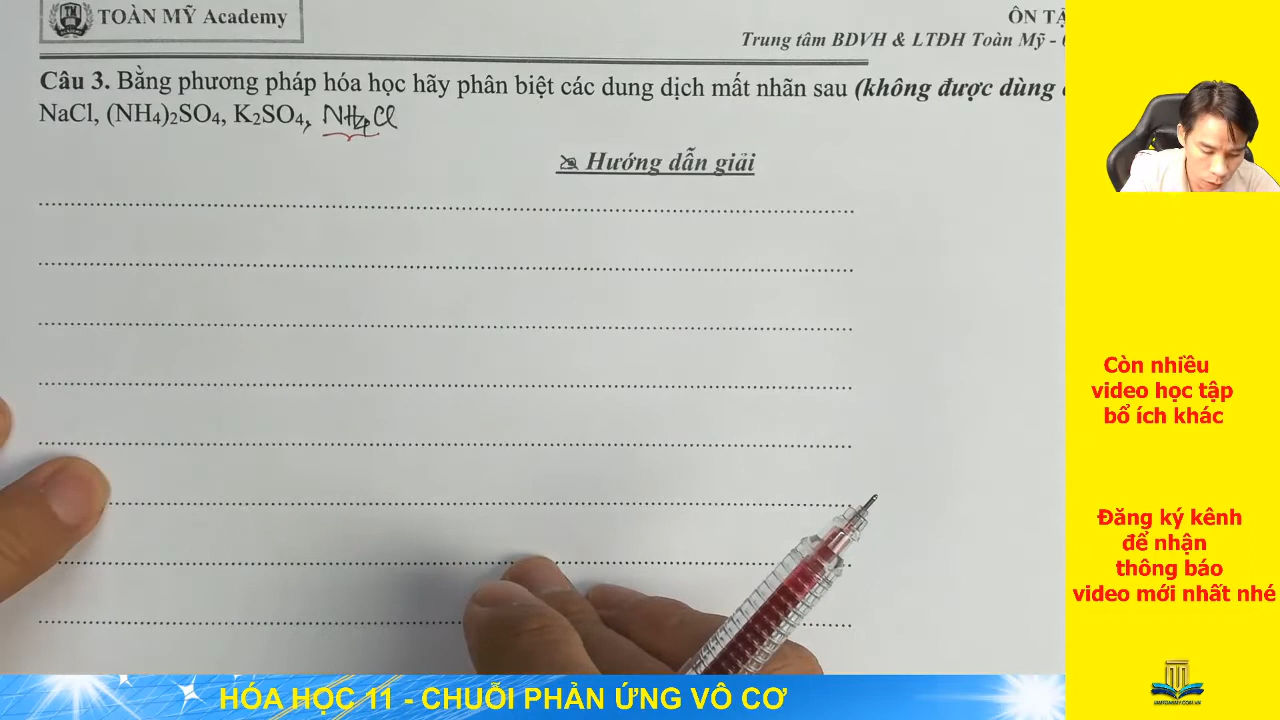 TOÀN MỸ Academy
ÔN TẬ
Trung tâm BDVH & LTĐH Toàn Mỹ -
Câu 3. Bằng phương pháp hóa học hãy phân biệt các dung dịch mất nhãn sau (không được dùng
NaCl, (NH₄)₂SO₄, K₂SO₄, NH₄Cl
Hướng dẫn giải
Còn nhiều
video học tập
bổ ích khác
Đăng ký kênh
để nhận
thông báo
video mới nhất nhé
HÓA HỌC 11 - CHUỖI PHẢN ỨNG VÔ CƠ